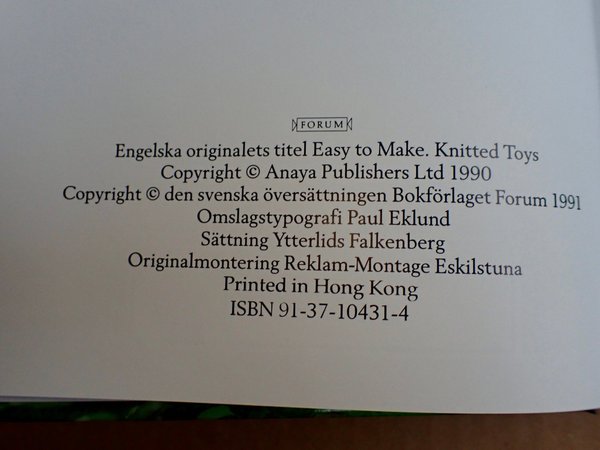 FORUM
Engelska originalets titel Easy to Make. Knitted Toys
Copyright © Anaya Publishers Ltd 1990
Copyright © den svenska översättningen Bokförlaget Forum 1991
Omslagstypografi Paul Eklund
Sättning Ytterlids Falkenberg
Originalmontering Reklam-Montage Eskilstuna
Printed in Hong Kong
ISBN 91-37-10431-4